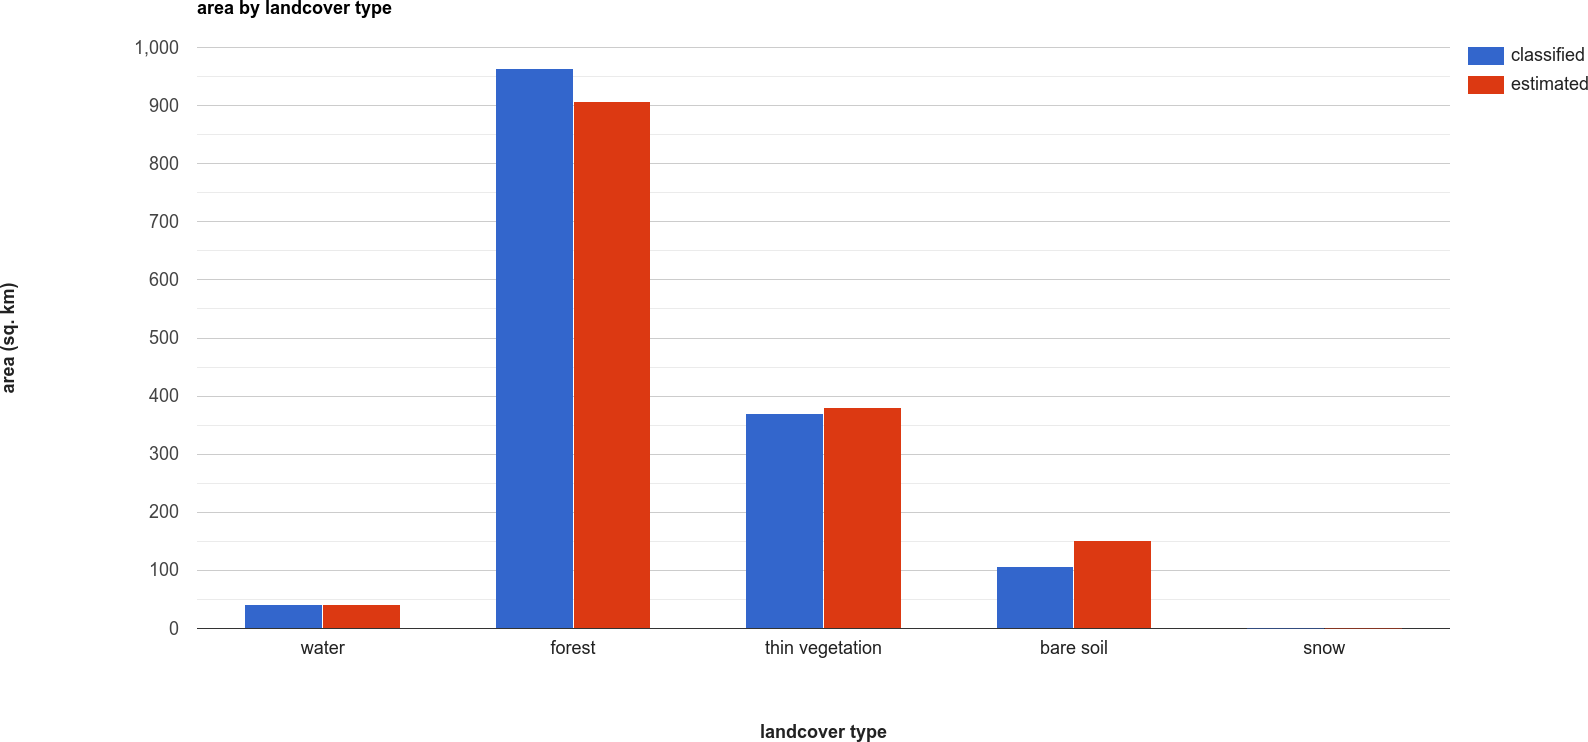 area by landcover type
1,000
900
800
700
600
500
400
300
200
100
0
area (sq. km)
water
forest
thin vegetation
bare soil
snow
landcover type
classified
estimated